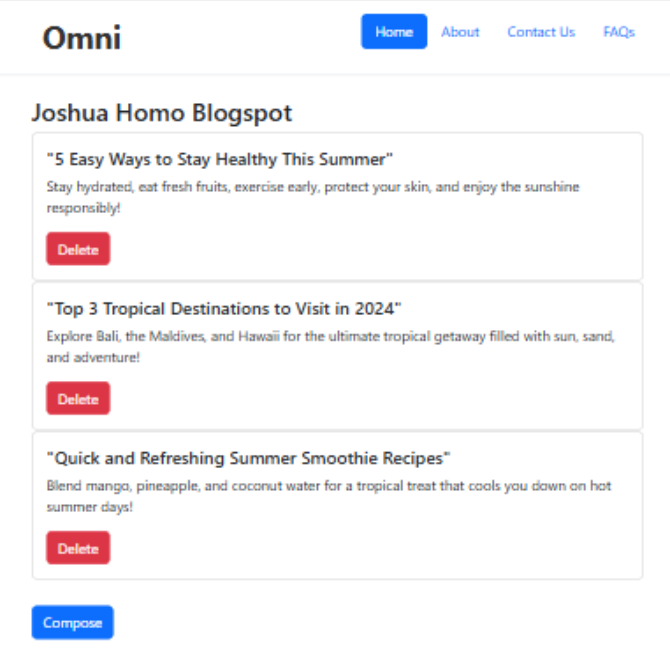 Omni
Home About Contact Us FAQs
Joshua Homo Blogspot
"5 Easy Ways to Stay Healthy This Summer"
Stay hydrated, eat fresh fruits, exercise early, protect your skin, and enjoy the sunshine
responsibly!
Delete
"Top 3 Tropical Destinations to Visit in 2024"
Explore Bali, the Maldives, and Hawaii for the ultimate tropical getaway filled with sun, sand,
and adventure!
Delete
"Quick and Refreshing Summer Smoothie Recipes"
Blend mango, pineapple, and coconut water for a tropical treat that cools you down on hot
summer days!
Delete
Compose